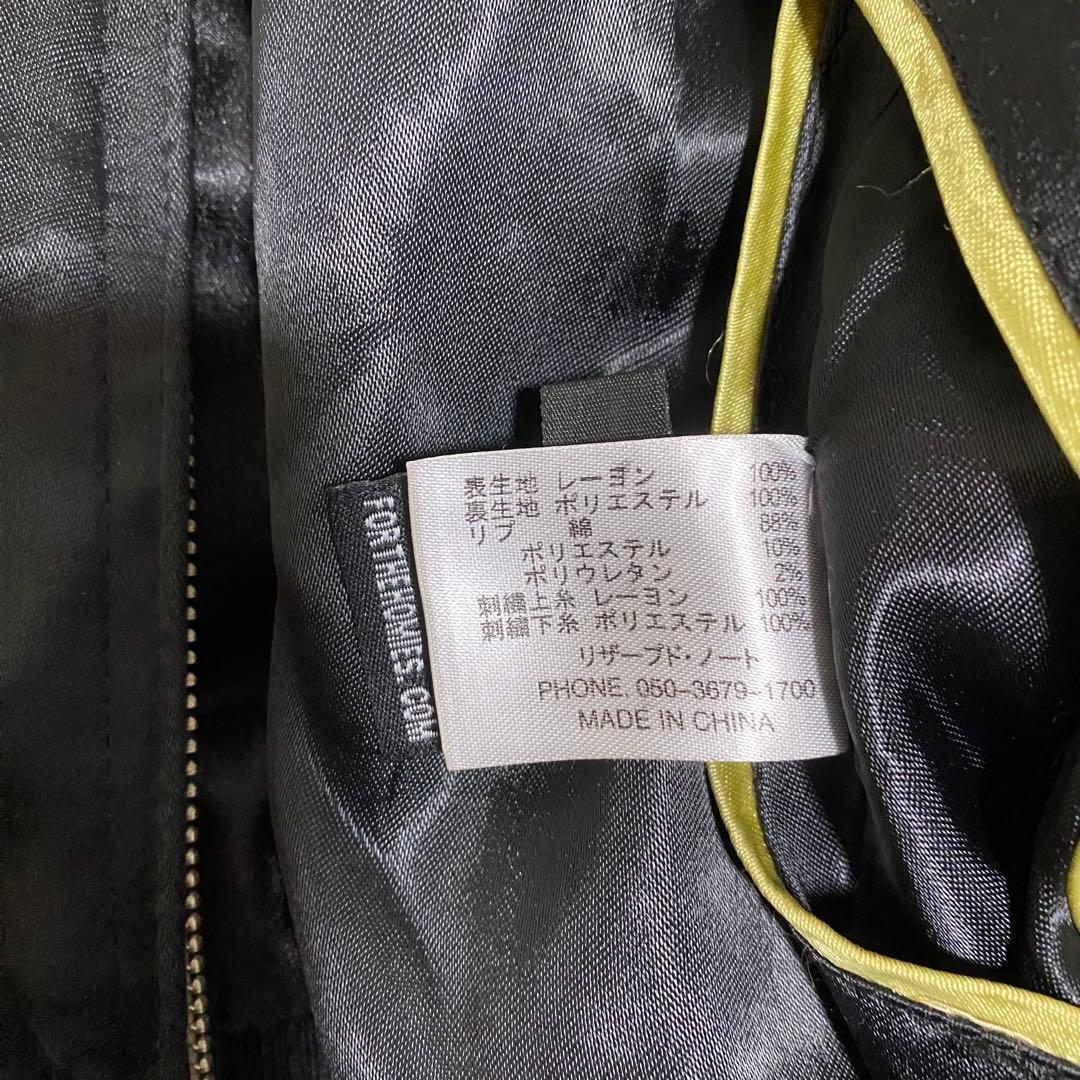 表生地 レーヨン 100%
裏生地 ポリエステル 100%
リブ 綿 88%
ポリエステル 10%
ポリウレタン 2%
刺繍上糸 レーヨン 100%
刺繍下糸 ポリエステル 100%
リザーブド・ノート
PHONE 050-3679-1700
MADE IN CHINA
FORTHEHOMIES.COM